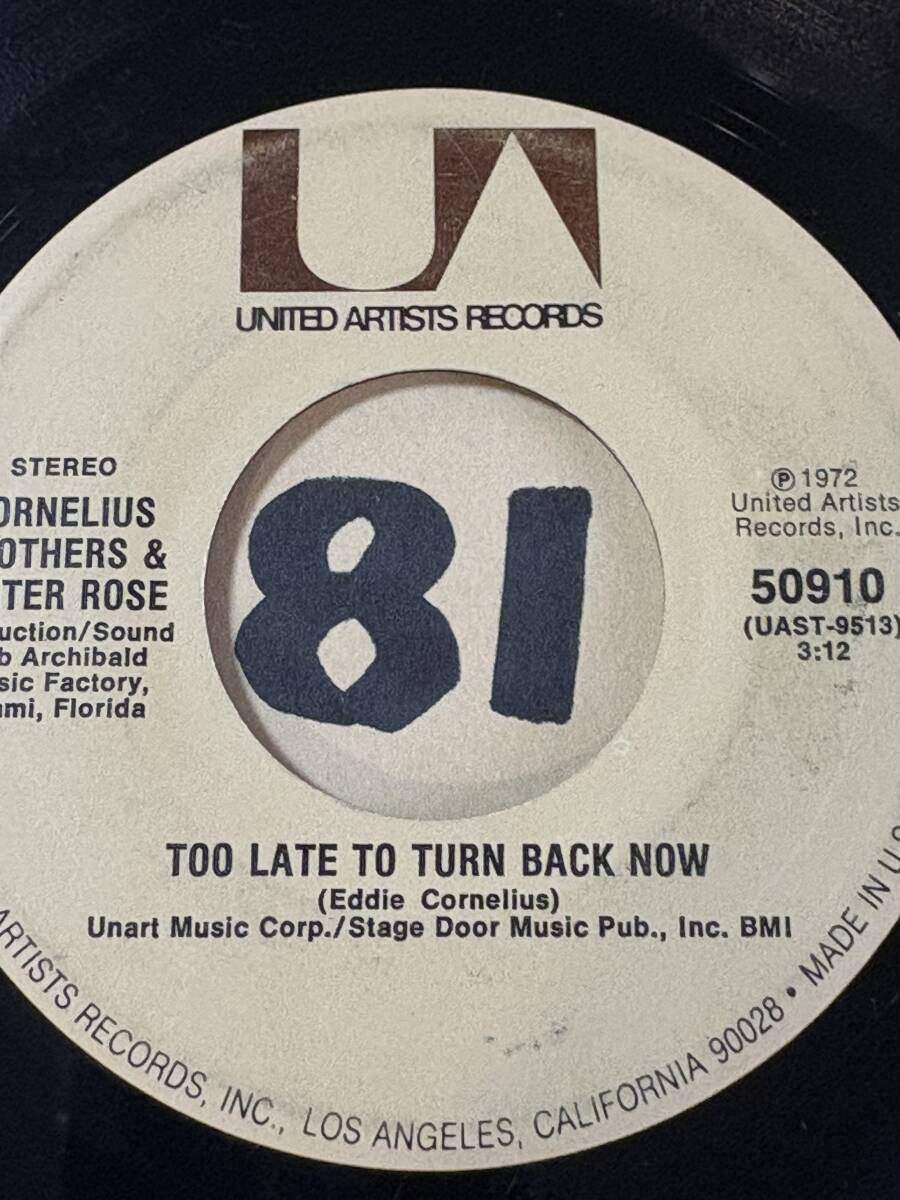 UA
UNITED ARTISTS RECORDS
STEREO
ORNELIUS
OTHERS &
TER ROSE
uction/Sound
b Archibald
sic Factory,
mi, Florida
81
℗ 1972
United Artists
Records, Inc.
50910
(UAST-9513)
3:12
TOO LATE TO TURN BACK NOW
(Eddie Cornelius)
Unart Music Corp./Stage Door Music Pub., Inc. BMI
ARTISTS RECORDS, INC., LOS ANGELES, CALIFORNIA 90028 • MADE IN U.S